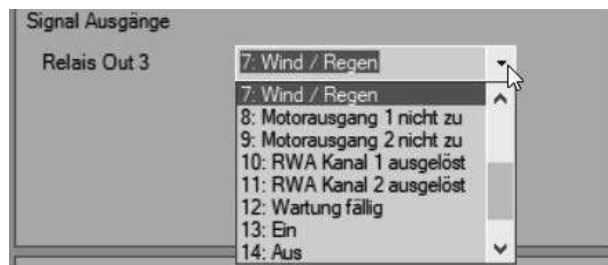 Signal Ausgänge
Relais Out 3
7: Wind / Regen
7: Wind / Regen
8: Motorausgang 1 nicht zu
9: Motorausgang 2 nicht zu
10: RWA Kanal 1 ausgelöst
11: RWA Kanal 2 ausgelöst
12: Wartung fällig
13: Ein
14: Aus